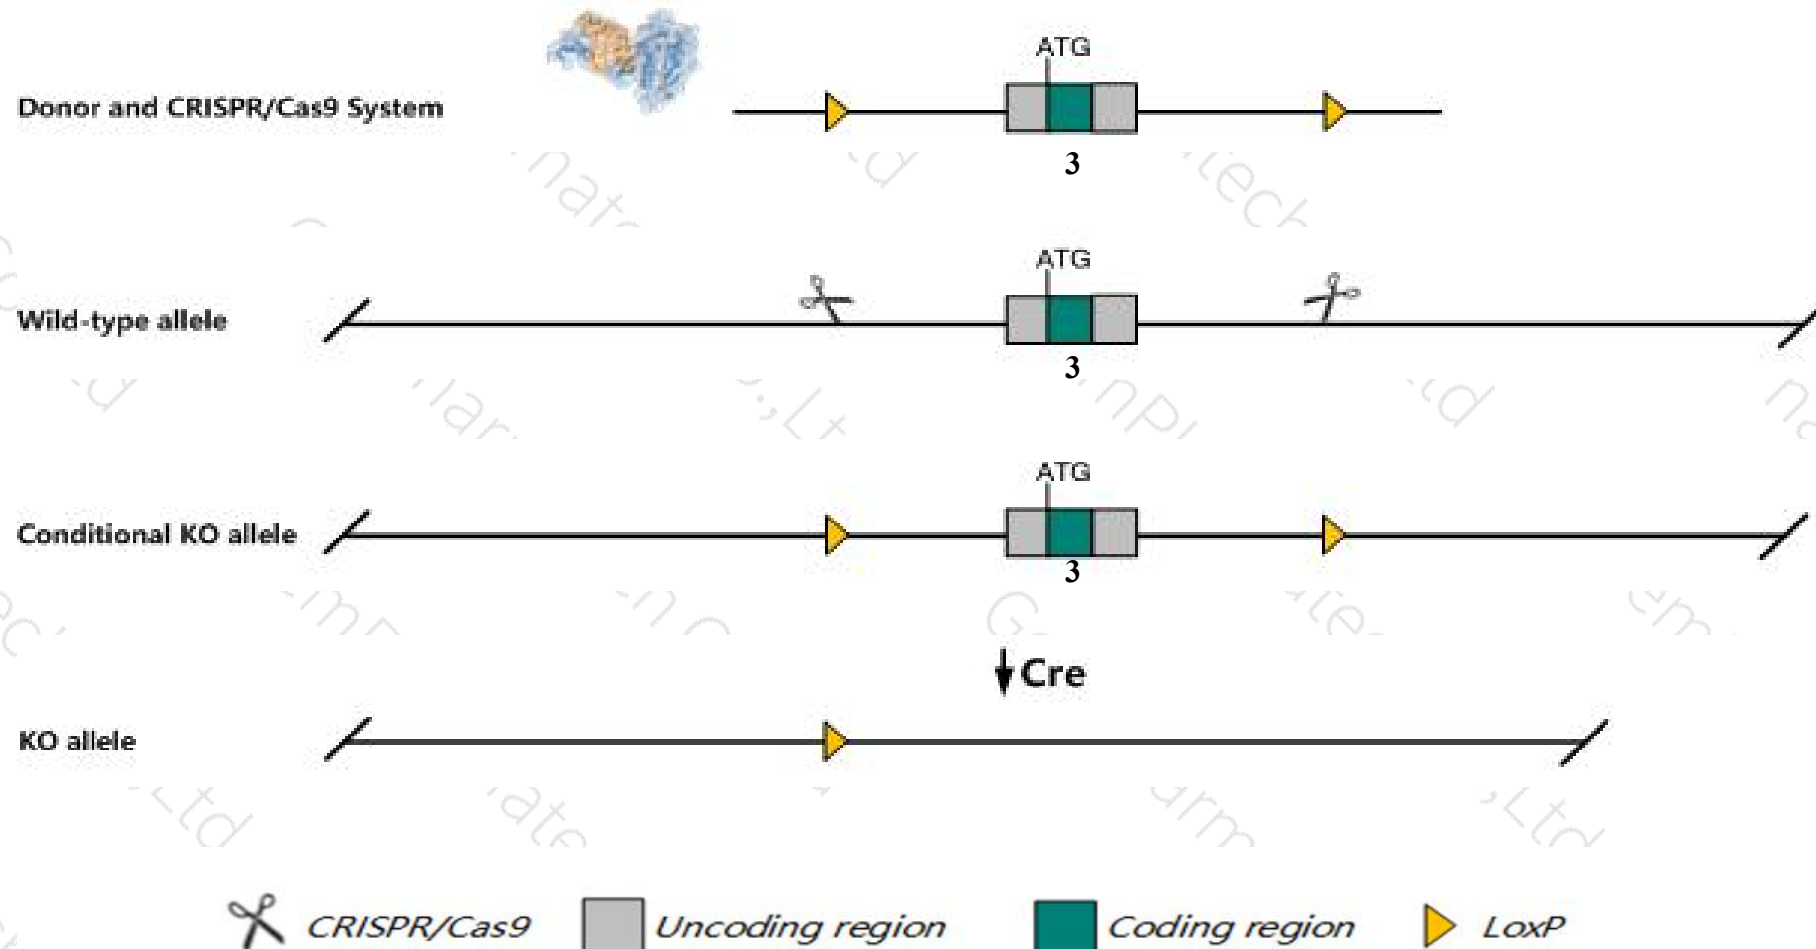 ATG
Donor and CRISPR/Cas9 System
3
ATG
Wild-type allele
3
ATG
Conditional KO allele
3
Cre
KO allele
CRISPR/Cas9
Uncoding region
Coding region
LoxP